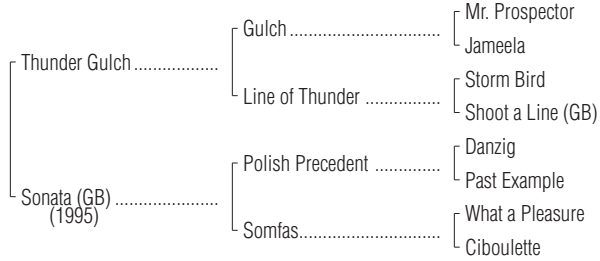 Mr. Prospector
Gulch
Jameela
Thunder Gulch
Storm Bird
Line of Thunder
Shoot a Line (GB)
Danzig
Polish Precedent
Past Example
Sonata (GB)
(1995)
What a Pleasure
Somfas
Ciboulette